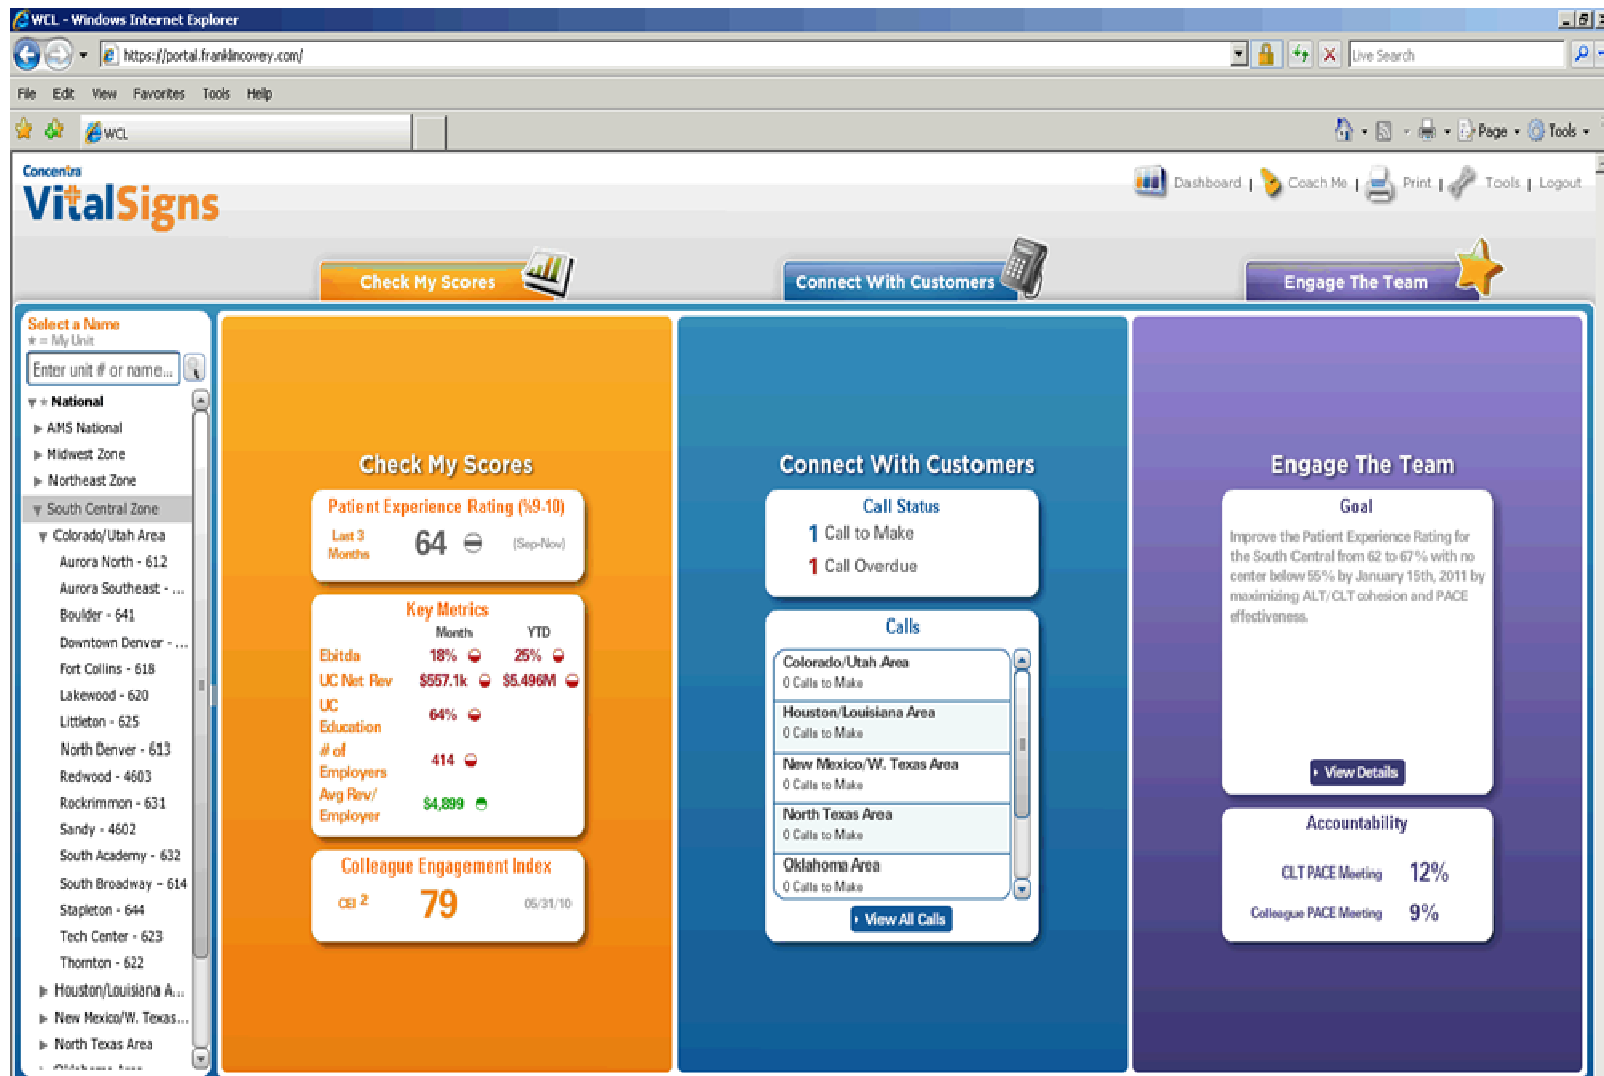 WCL - Windows Internet Explorer
https://portal.franklincovey.com/
Live Search
File Edit View Favorites Tools Help
WCL
Page Tools
Concentra
VitalSigns
Dashboard | Coach Me | Print | Tools | Logout
Check My Scores
Connect With Customers
Engage The Team
Select a Name
★ = My Unit
Enter unit # or name...
National
AMS National
Midwest Zone
Northeast Zone
South Central Zone
Colorado/Utah Area
Aurora North - 612
Aurora Southeast - ...
Boulder - 641
Downtown Denver - ...
Fort Collins - 618
Lakewood - 620
Littleton - 625
North Denver - 613
Redwood - 4603
Rockrimmon - 631
Sandy - 4602
South Academy - 632
South Broadway - 614
Stapleton - 644
Tech Center - 623
Thornton - 622
Houston/Louisiana A...
New Mexico/W. Texas...
North Texas Area
Oklahoma Area
Check My Scores
Patient Experience Rating (%9-10)
Last 3
Months
64
(Sep-Nov)
Key Metrics
Month YTD
Ebitda 18% 25%
UC Net Rev $557.1k $5.496M
UC
Education
64%
# of
Employers
414
Avg Rev/
Employer
$4,899
Colleague Engagement Index
CEI 2 79 05/31/10
Connect With Customers
Call Status
1 Call to Make
1 Call Overdue
Calls
Colorado/Utah Area
0 Calls to Make
Houston/Louisiana Area
0 Calls to Make
New Mexico/W. Texas Area
0 Calls to Make
North Texas Area
0 Calls to Make
Oklahoma Area
0 Calls to Make
View All Calls
Engage The Team
Goal
Improve the Patient Experience Rating for
the South Central from 62 to 67% with no
center below 55% by January 15th, 2011 by
maximizing ALT/CLT cohesion and PACE
effectiveness.
View Details
Accountability
CLT PACE Meeting 12%
Colleague PACE Meeting 9%